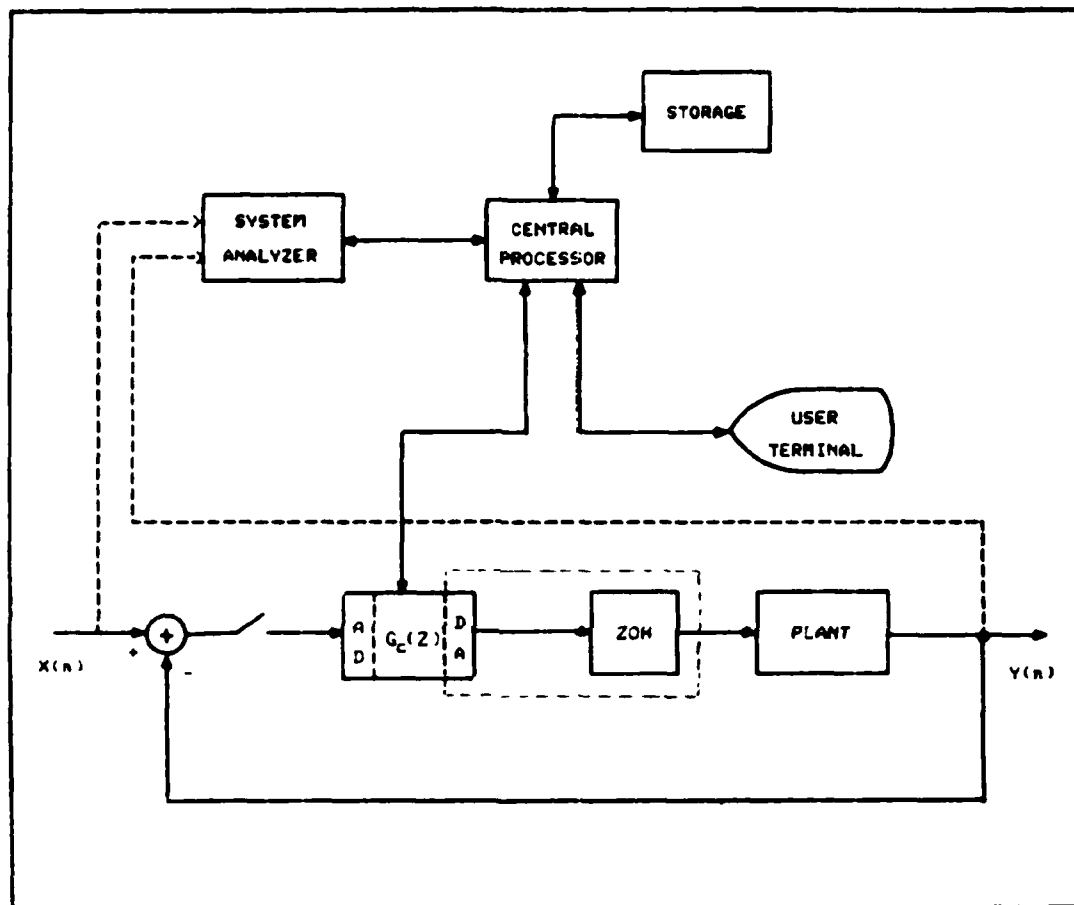 STORAGE
SYSTEM
ANALYZER
CENTRAL
PROCESSOR
USER
TERMINAL
A
D
G_c(Z)
D
A
ZOH
PLANT
X(n)
+
+
-
Y(n)